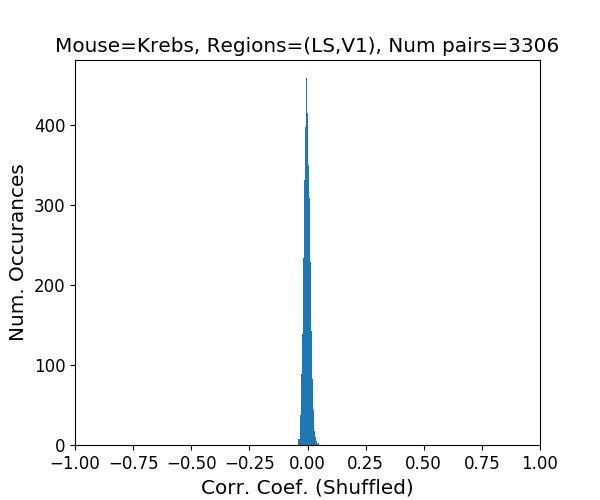 Mouse=Krebs, Regions=(LS,V1), Num pairs=3306
Num. Occurances
400
300
200
100
0
−1.00 −0.75 −0.50 −0.25 0.00 0.25 0.50 0.75 1.00
Corr. Coef. (Shuffled)